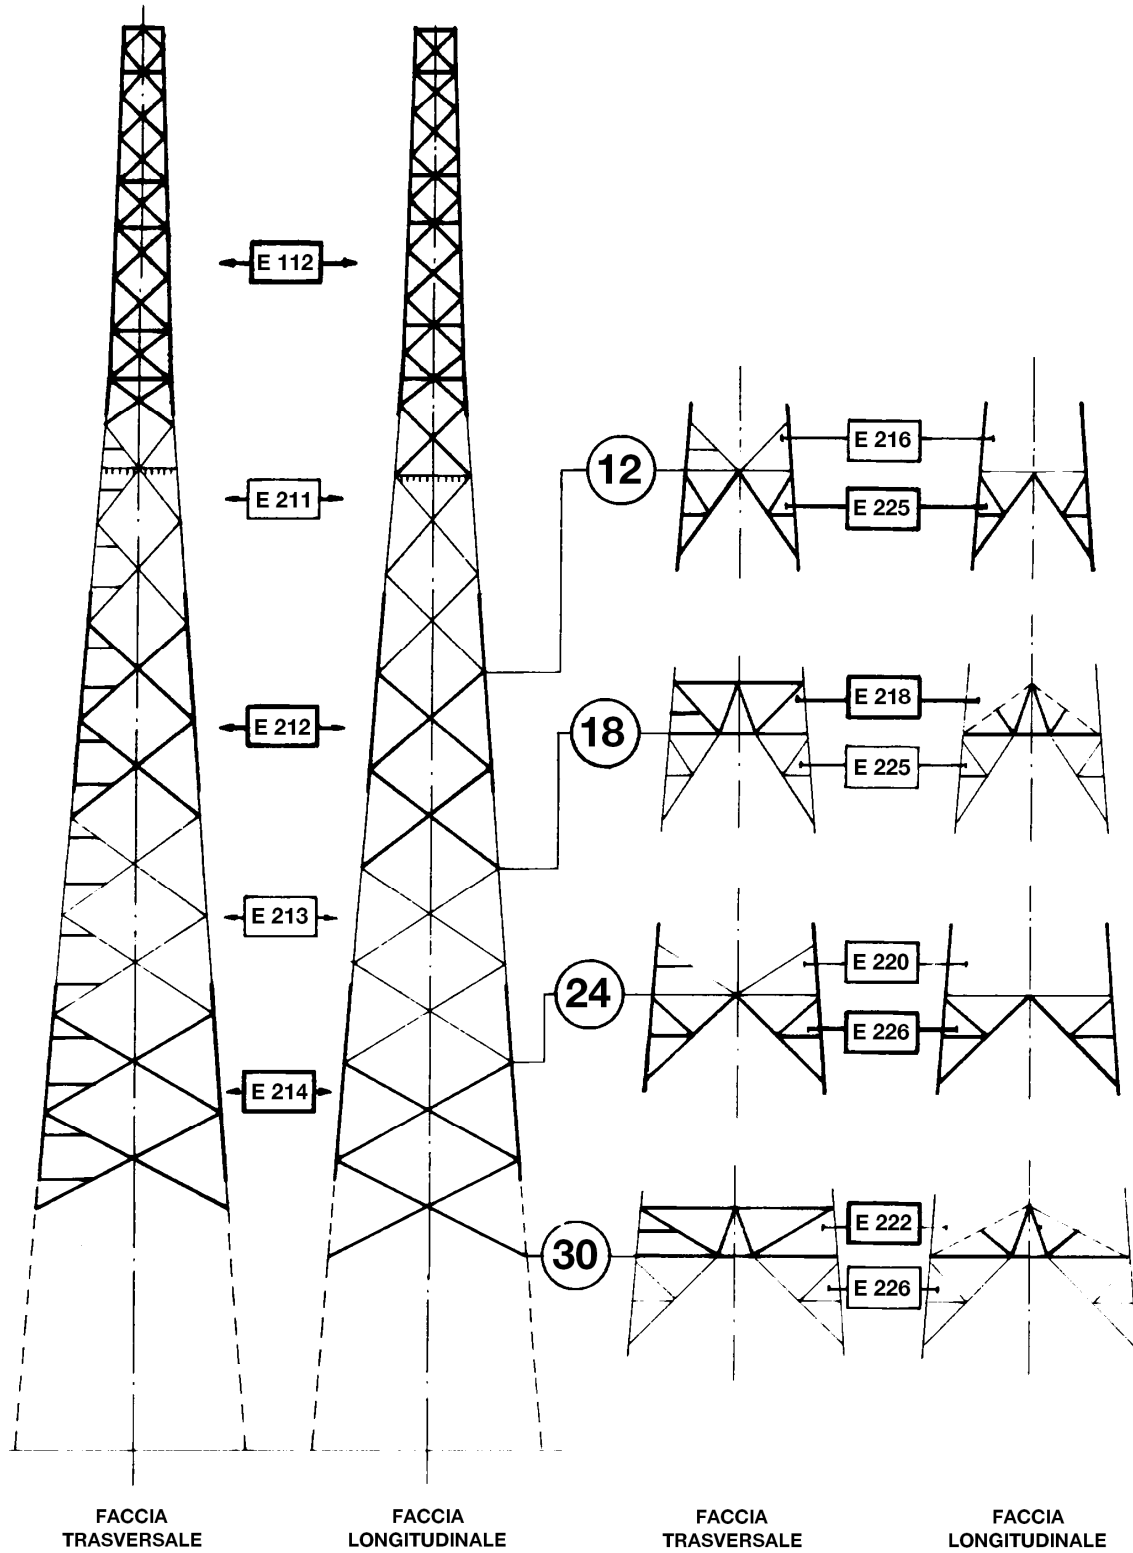 E 112
E 211
E 212
E 213
E 214
12
E 216
E 225
18
E 218
E 225
24
E 220
E 226
30
E 222
E 226
FACCIA
TRASVERSALE
FACCIA
LONGITUDINALE
FACCIA
TRASVERSALE
FACCIA
LONGITUDINALE